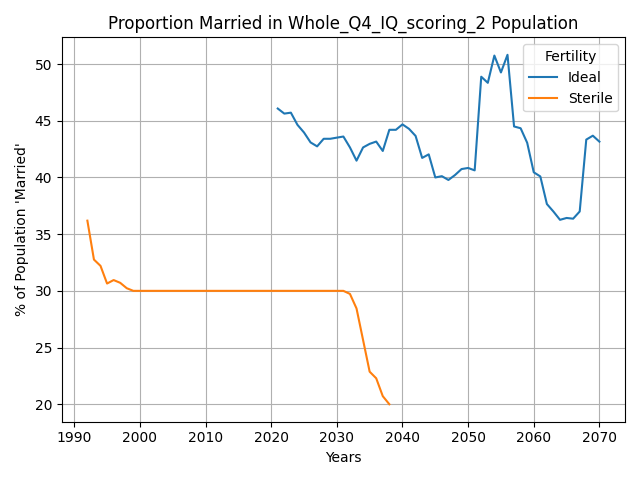 Proportion Married in Whole_Q4_IQ_scoring_2 Population
Fertility
Ideal
Sterile
% of Population 'Married'
50
45
40
35
30
25
20
1990 2000 2010 2020 2030 2040 2050 2060 2070
Years